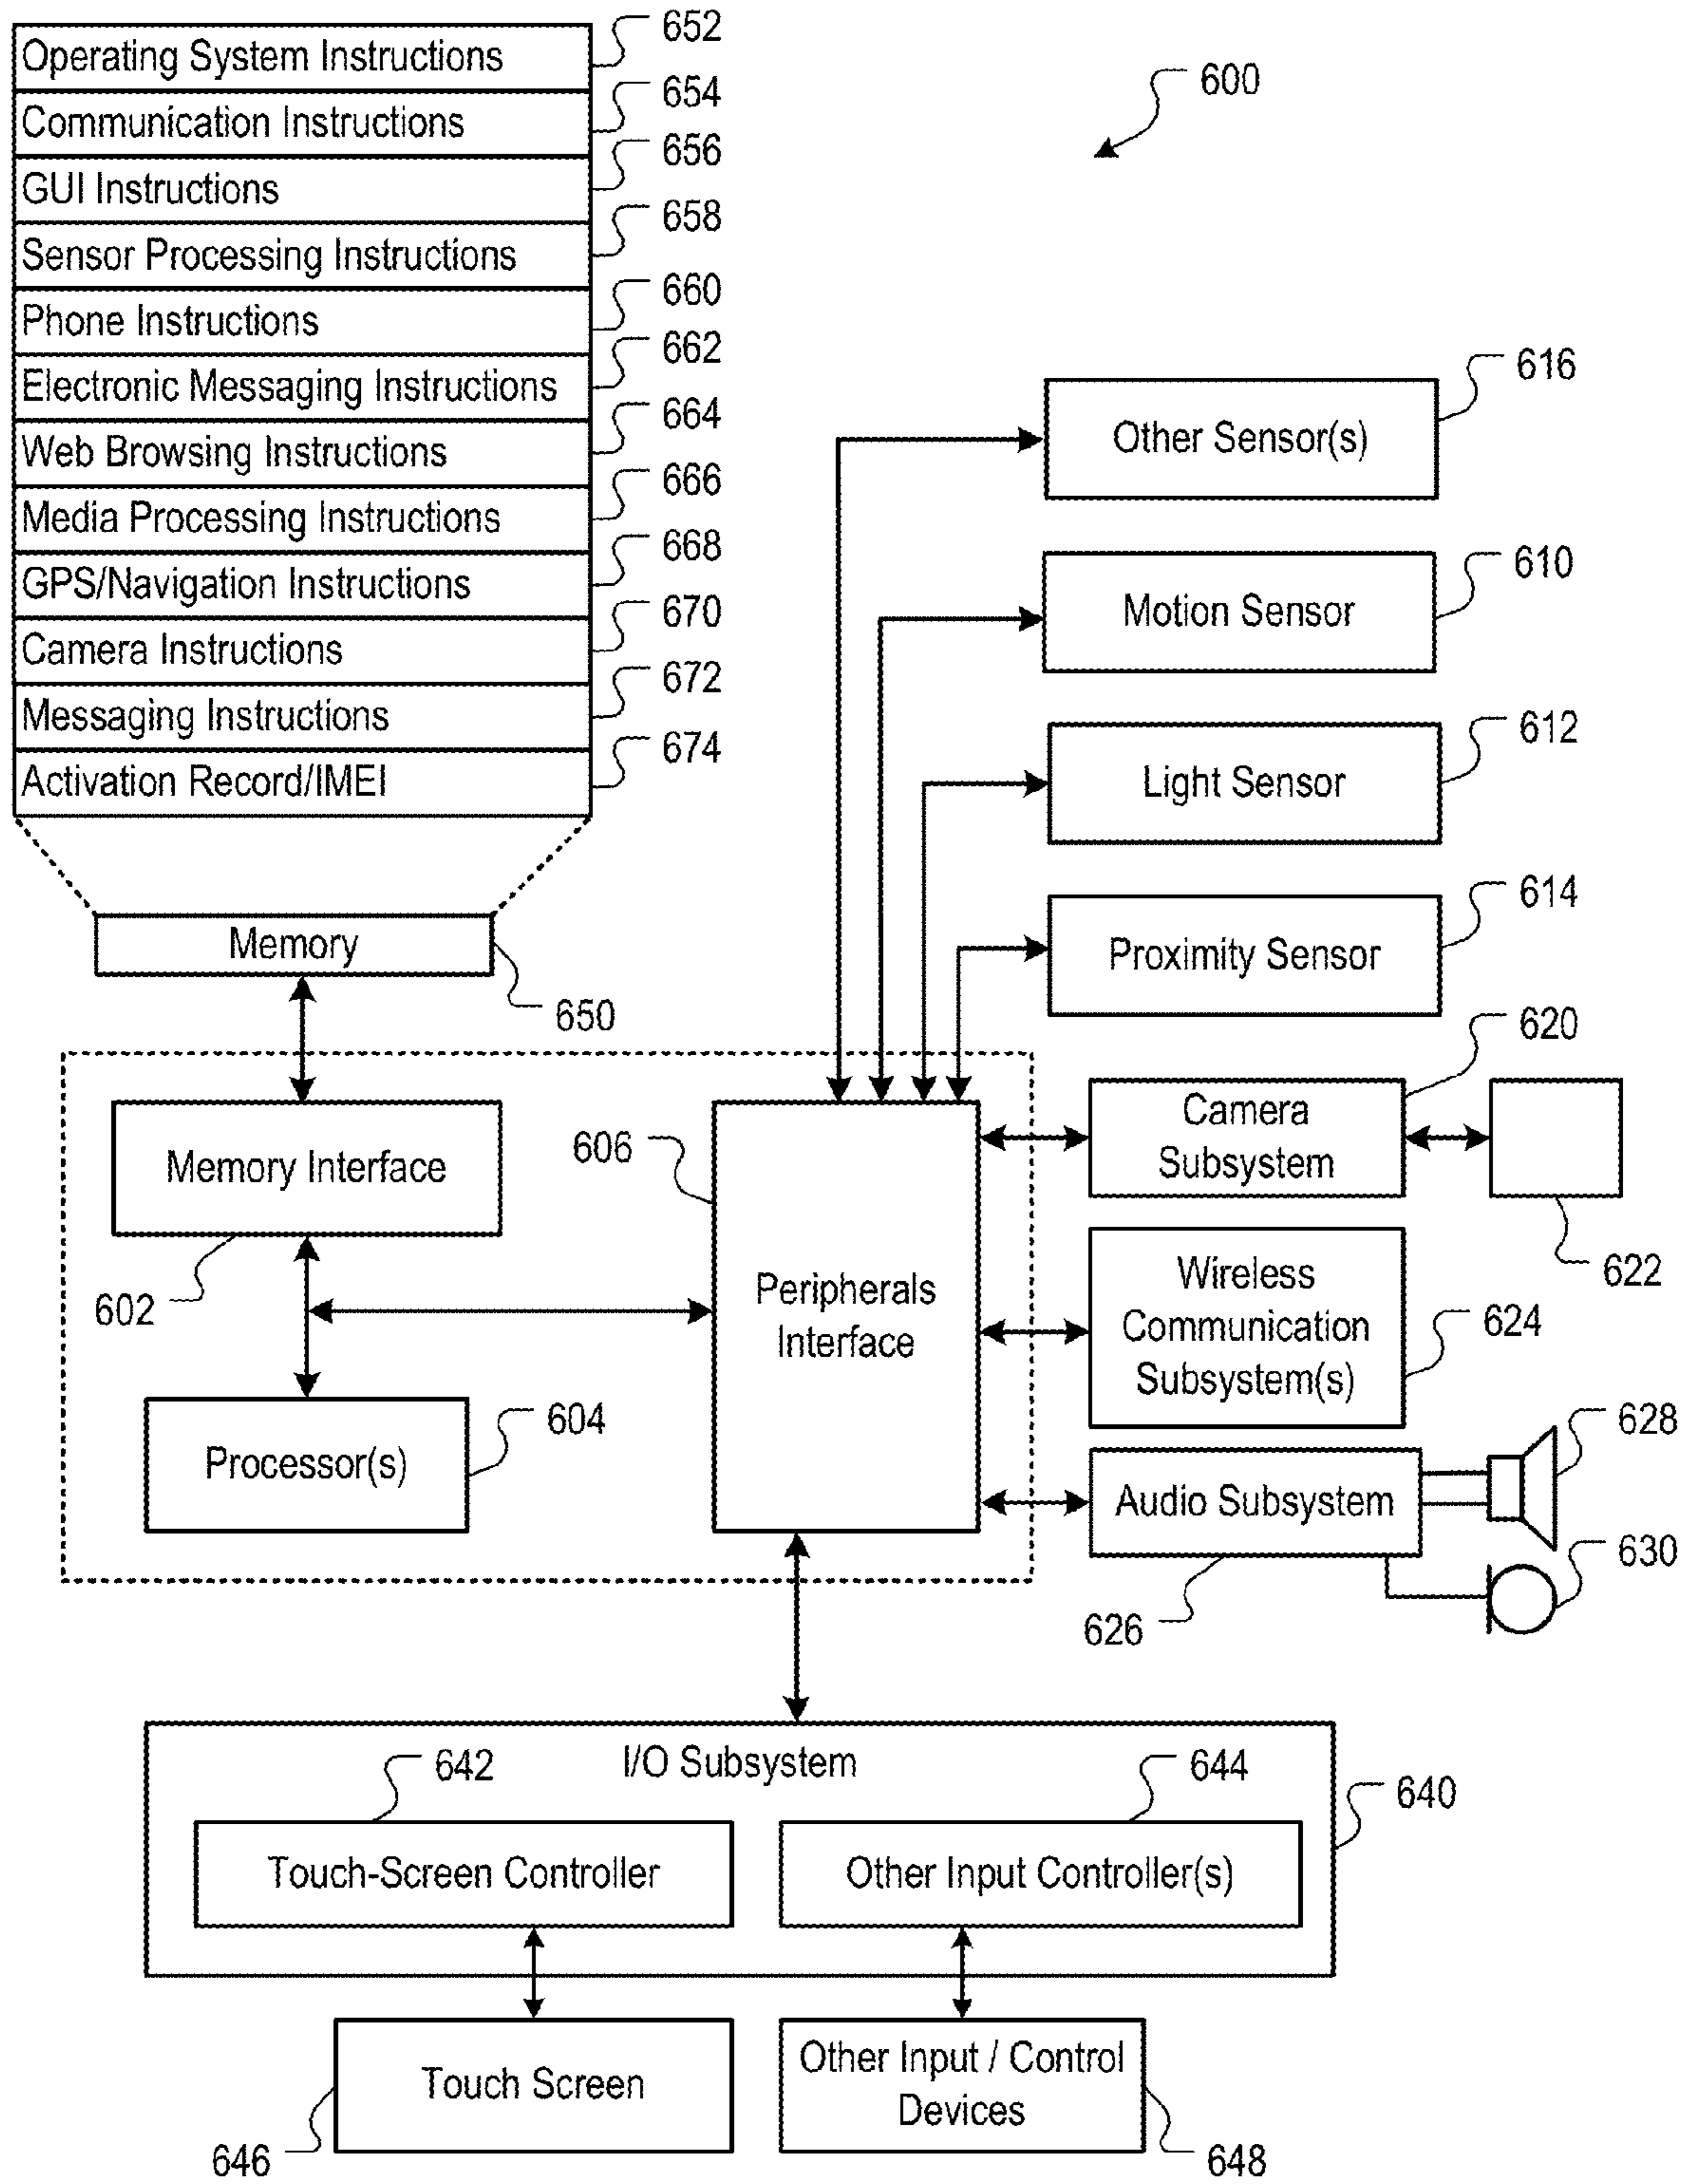 Operating System Instructions
652
Communication Instructions
654
GUI Instructions
656
Sensor Processing Instructions
658
Phone Instructions
660
Electronic Messaging Instructions
662
Web Browsing Instructions
664
Media Processing Instructions
666
GPS/Navigation Instructions
668
Camera Instructions
670
Messaging Instructions
672
Activation Record/IMEI
674
600
Other Sensor(s)
616
Motion Sensor
610
Light Sensor
612
Proximity Sensor
614
Memory
650
Memory Interface
602
Processor(s)
604
606
Peripherals
Interface
Camera
Subsystem
620
622
Wireless
Communication
Subsystem(s)
624
Audio Subsystem
626
628
630
I/O Subsystem
640
642
Touch-Screen Controller
644
Other Input Controller(s)
Touch Screen
646
Other Input / Control
Devices
648